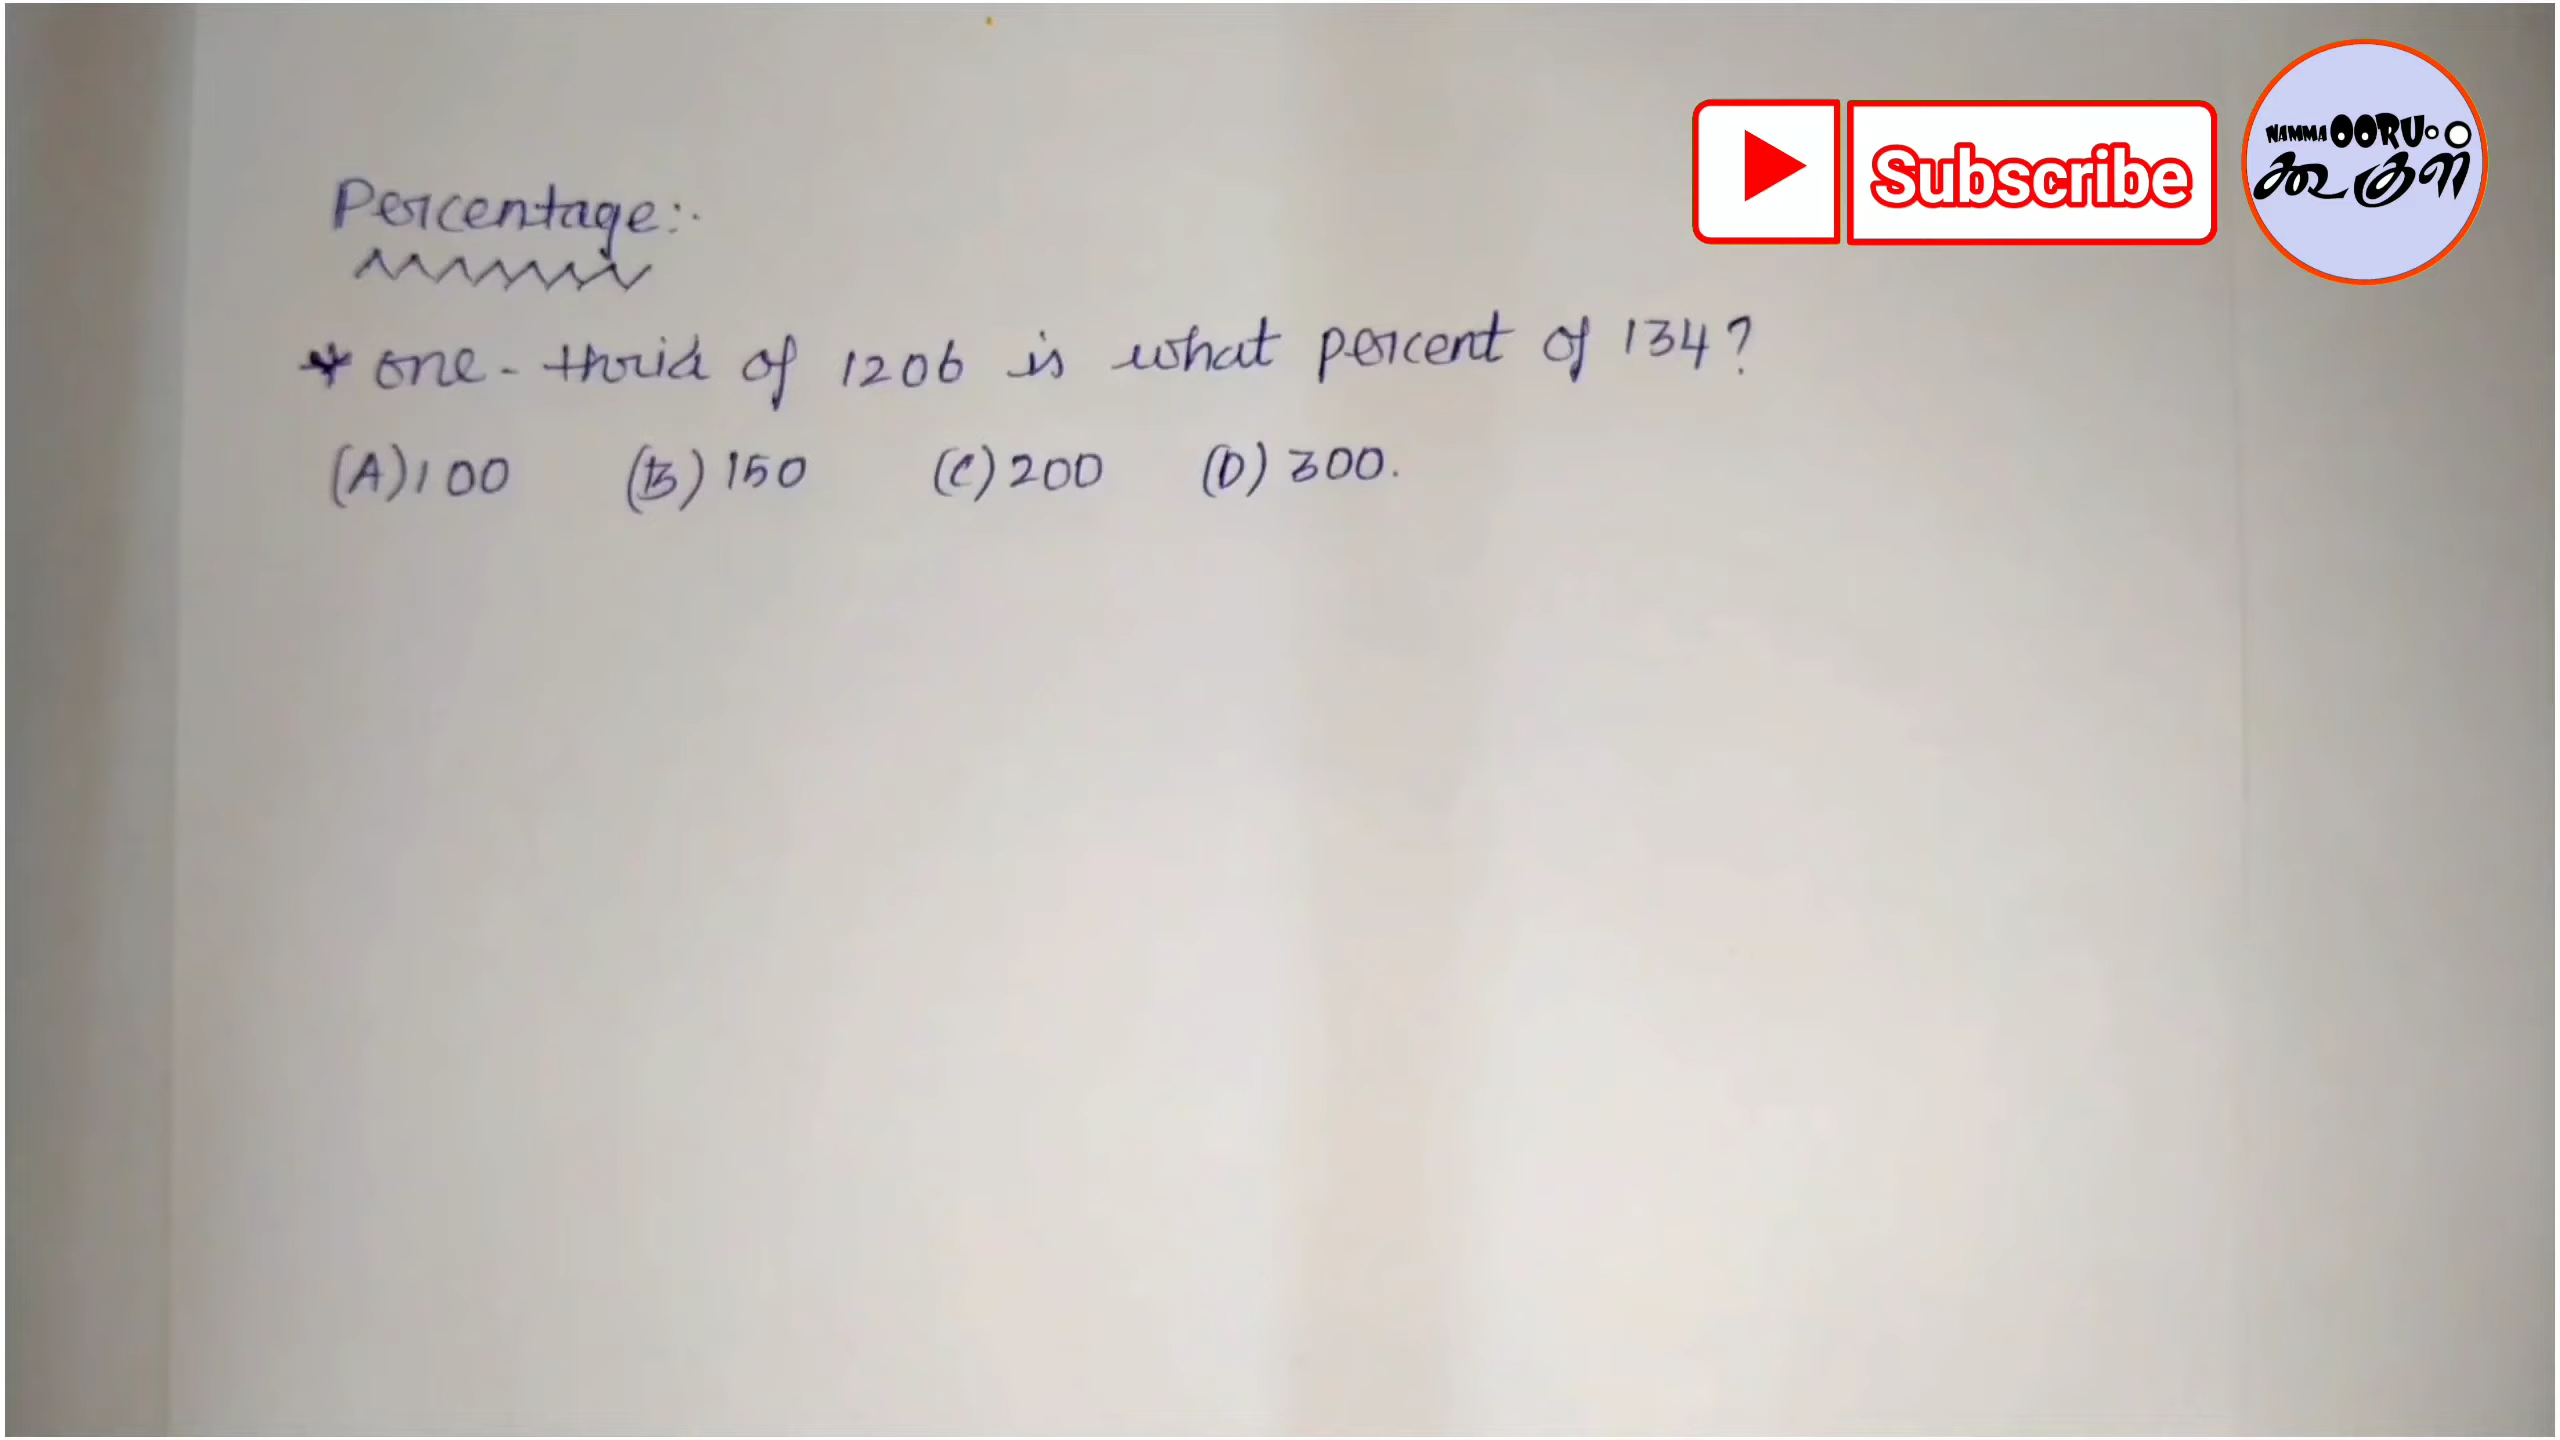 Percentage:-
* one-thrid of 1206 is what percent of 134?
(A) 100 (B) 150 (C) 200 (D) 300.
Subscribe
NAMMA OORU
கூகுள்